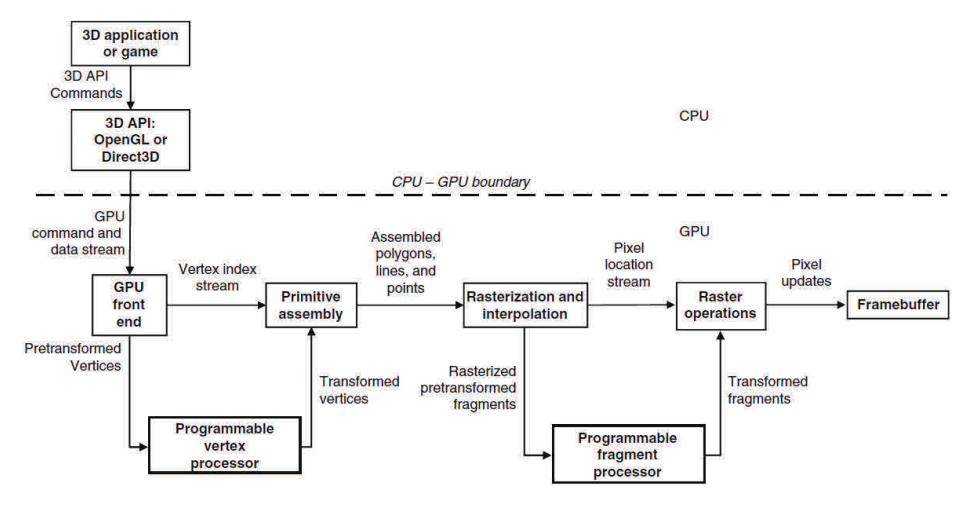 3D application
or game
3D API
Commands
3D API:
OpenGL or
Direct3D
CPU
CPU – GPU boundary
GPU
command and
data stream
GPU
GPU
front
end
Vertex index
stream
Primitive
assembly
Assembled
polygons,
lines, and
points
Rasterization and
interpolation
Pixel
location
stream
Raster
operations
Pixel
updates
Framebuffer
Pretransformed
Vertices
Transformed
vertices
Rasterized
pretransformed
fragments
Transformed
fragments
Programmable
vertex
processor
Programmable
fragment
processor